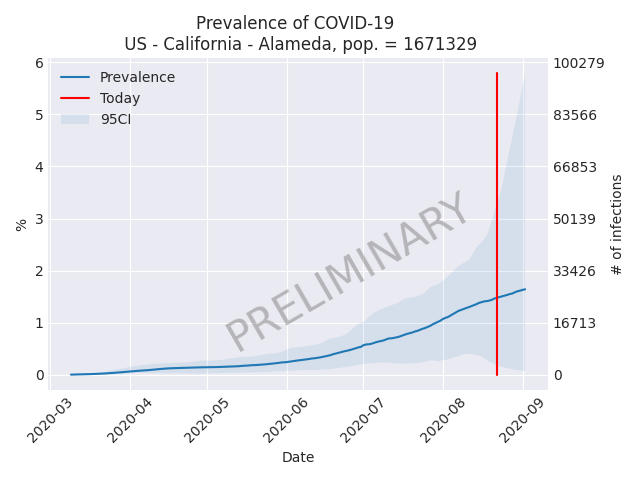 Prevalence of COVID-19
US - California - Alameda, pop. = 1671329
6
5
4
3
2
1
0
%
Prevalence
Today
95CI
PRELIMINARY
100279
83566
66853
50139
33426
16713
0
# of infections
2020-03
2020-04
2020-05
2020-06
2020-07
2020-08
2020-09
Date